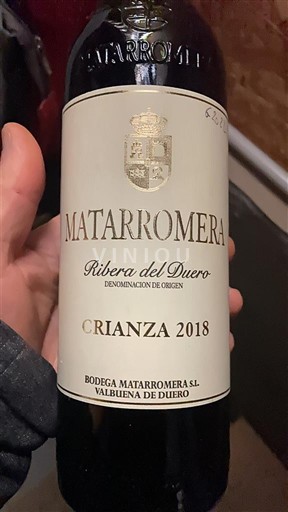 MATARROMERA
MATARROMERA
VINIOU
Ribera del Duero
DENOMINACION DE ORIGEN
CRIANZA 2018
BODEGA MATARROMERA S.L.
VALBUENA DE DUERO